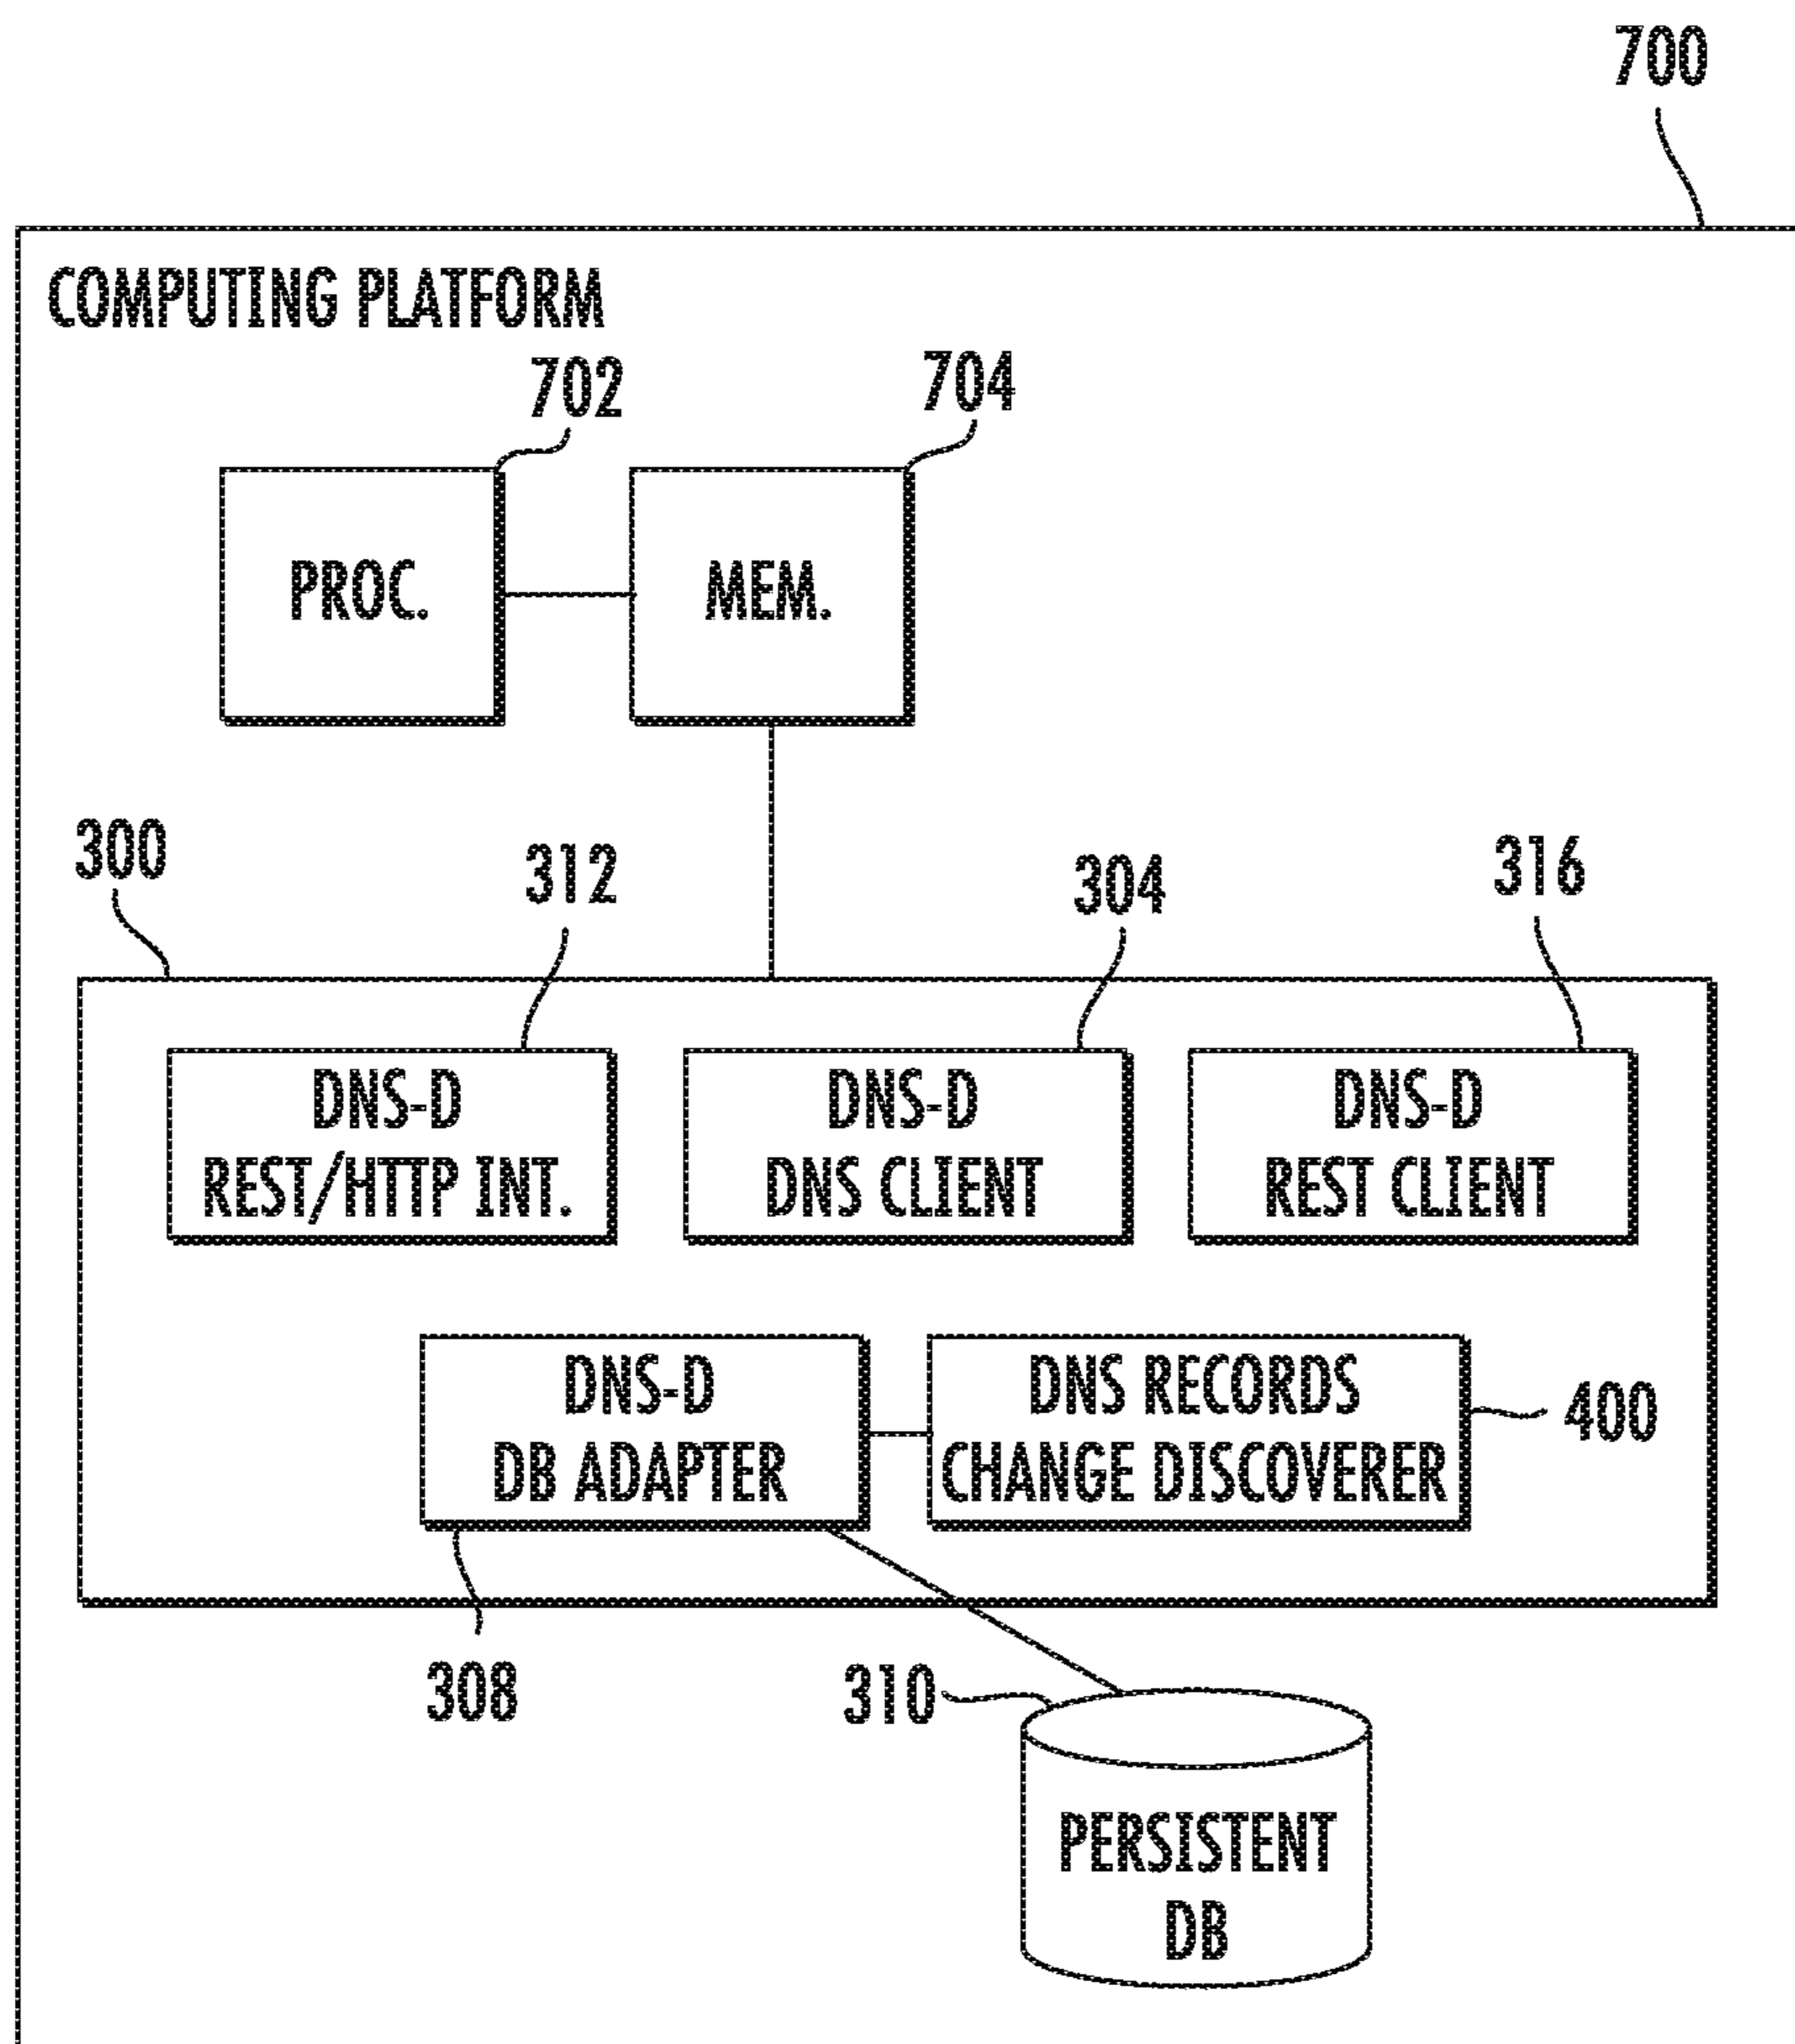 700
COMPUTING PLATFORM
702
704
PROC.
MEM.
300
312
304
316
DNS-D
REST/HTTP INT.
DNS-D
DNS CLIENT
DNS-D
REST CLIENT
DNS-D
DB ADAPTER
DNS RECORDS
CHANGE DISCOVERER
400
308
310
PERSISTENT
DB